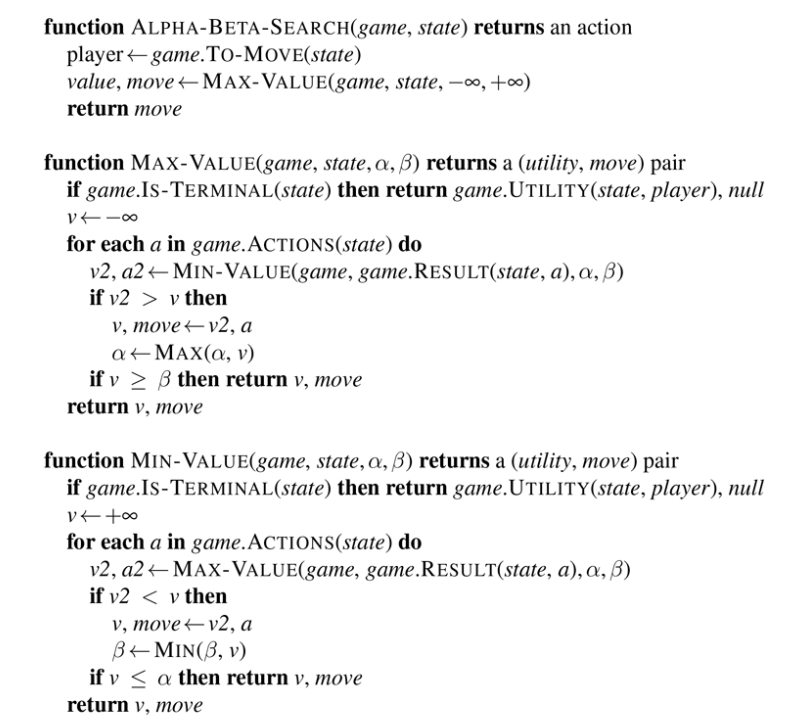 function ALPHA-BETA-SEARCH(game, state) returns an action
player←game.TO-MOVE(state)
value, move←MAX-VALUE(game, state, −∞, +∞)
return move
function MAX-VALUE(game, state, α, β) returns a (utility, move) pair
if game.IS-TERMINAL(state) then return game.UTILITY(state, player), null
v←−∞
for each a in game.ACTIONS(state) do
v2, a2←MIN-VALUE(game, game.RESULT(state, a), α, β)
if v2 > v then
v, move←v2, a
α←MAX(α, v)
if v ≥ β then return v, move
return v, move
function MIN-VALUE(game, state, α, β) returns a (utility, move) pair
if game.IS-TERMINAL(state) then return game.UTILITY(state, player), null
v←+∞
for each a in game.ACTIONS(state) do
v2, a2←MAX-VALUE(game, game.RESULT(state, a), α, β)
if v2 < v then
v, move←v2, a
β←MIN(β, v)
if v ≤ α then return v, move
return v, move